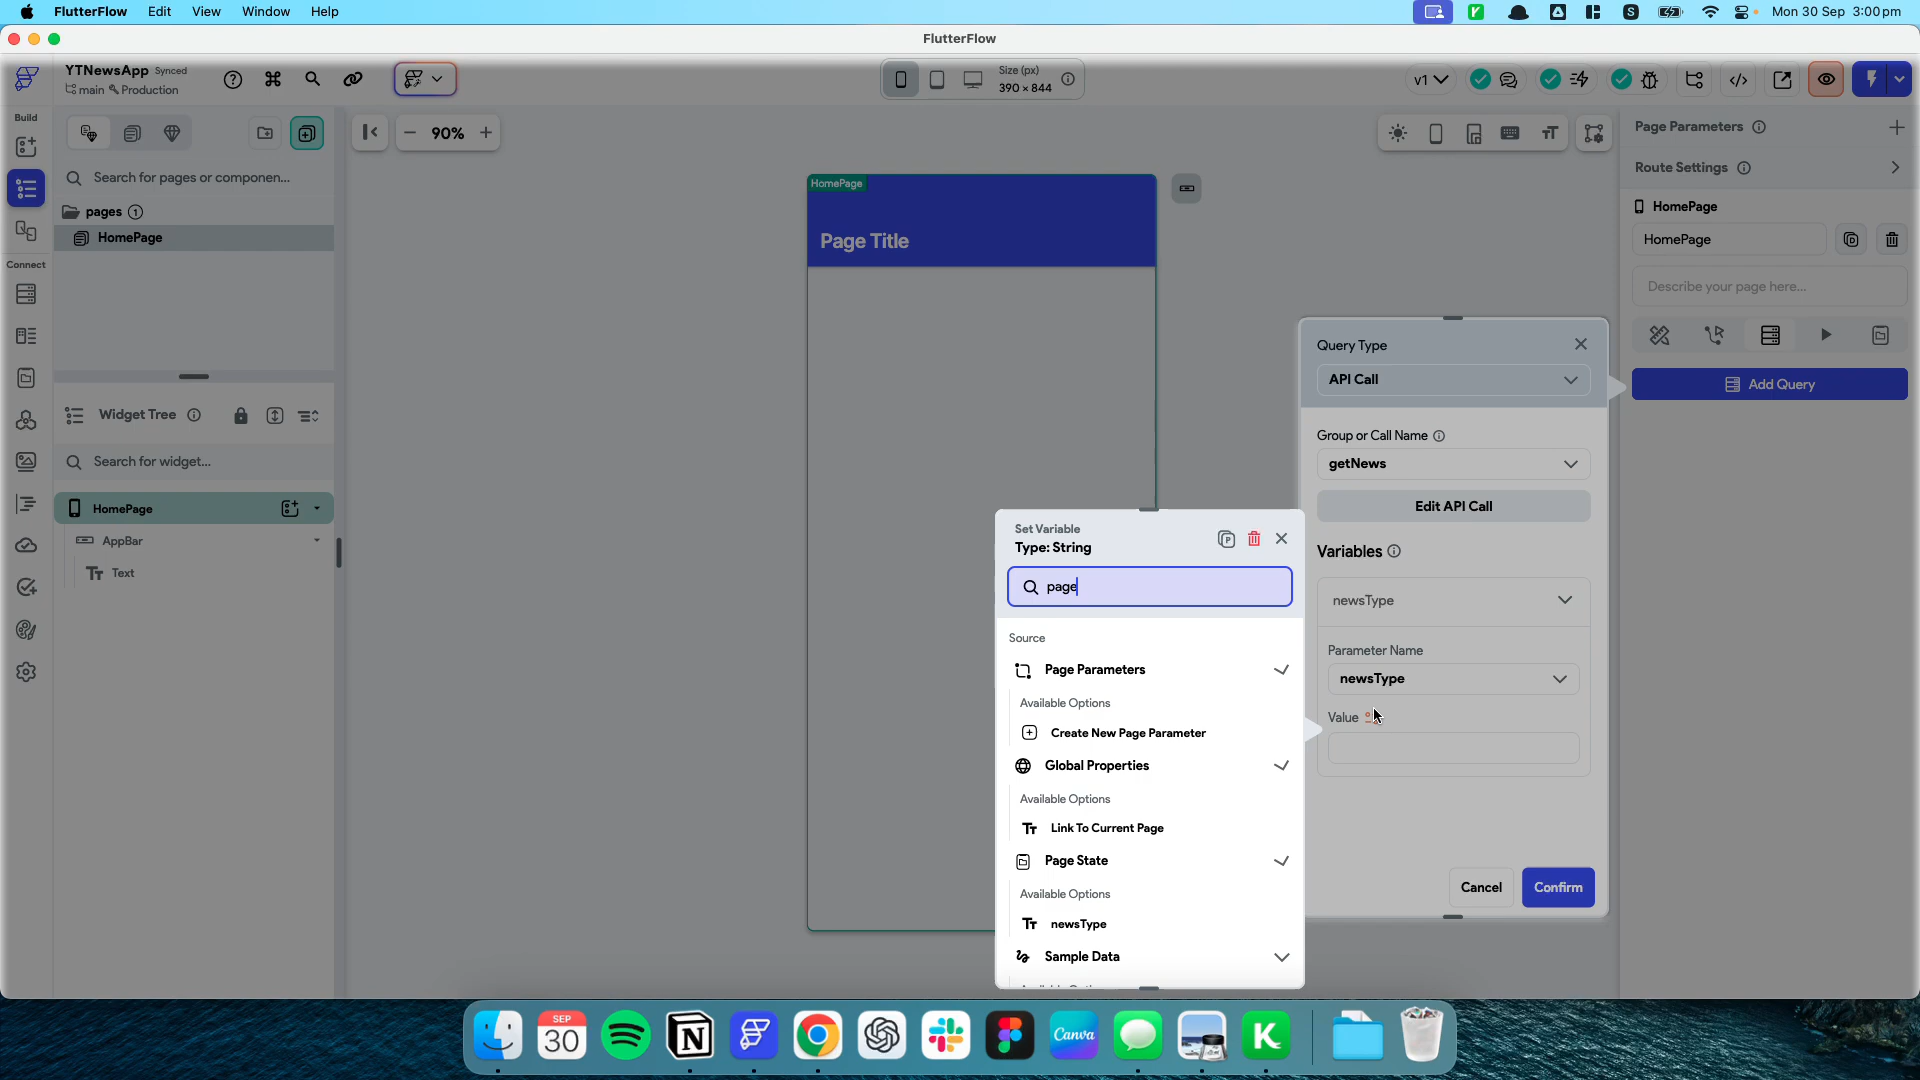 FlutterFlow Edit View Window Help
Mon 30 Sep 3:00 pm
FlutterFlow
YTNewsApp Synced
main Production
Size (px)
390 × 844
v1
Build
90%
Page Parameters
Search for pages or componen...
Route Settings
pages 1
HomePage
HomePage
Page Title
HomePage
HomePage
Connect
Describe your page here...
Query Type
API Call
Add Query
Widget Tree
Search for widget...
Group or Call Name
getNews
Edit API Call
HomePage
AppBar
Text
Set Variable
Type: String
page
Variables
newsType
Parameter Name
newsType
Value
Source
Page Parameters
Available Options
Create New Page Parameter
Global Properties
Available Options
Link To Current Page
Page State
Available Options
newsType
Sample Data
Cancel
Confirm
SEP
30
Canva